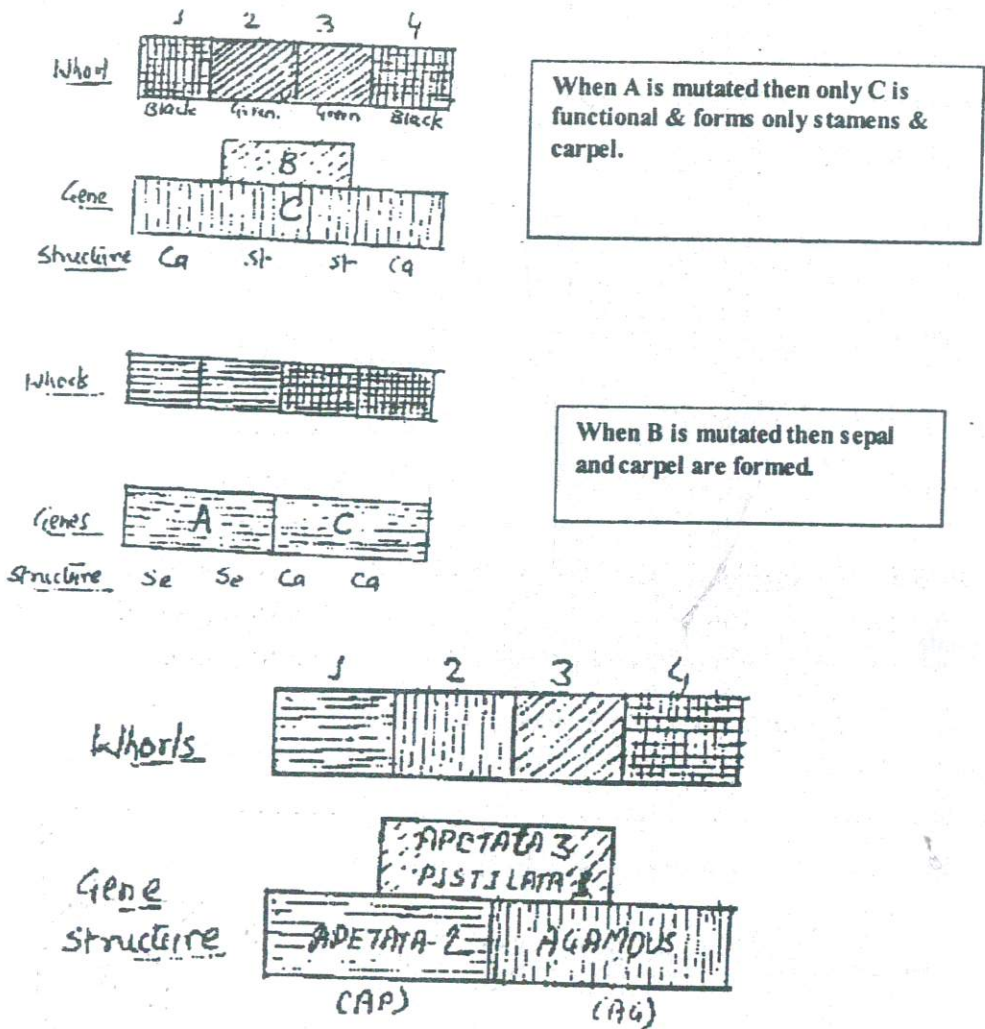 1 2 3 4
Whorl
Black Green Green Black
When A is mutated then only C is
functional & forms only stamens &
carpel.
B
Gene
C
Structure Ca St St Ca
Whorls
When B is mutated then sepal
and carpel are formed.
Genes A C
Structure Se Se Ca Ca
1 2 3 4
Whorls
APETATA 3
PISTILATA
Gene
Structure
APETATA-2 AGAMOUS
(AP) (AG)